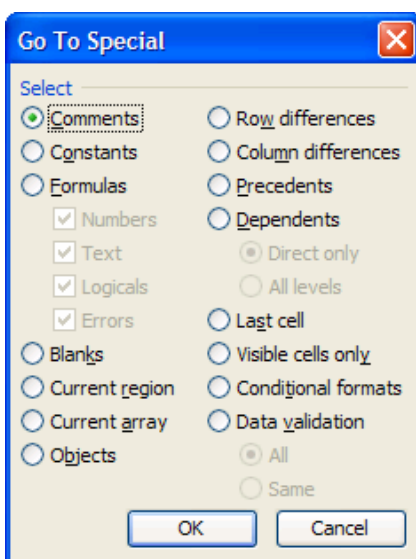 Go To Special
Select
Comments
Constants
Formulas
Numbers
Text
Logicals
Errors
Blanks
Current region
Current array
Objects
Row differences
Column differences
Precedents
Dependents
Direct only
All levels
Last cell
Visible cells only
Conditional formats
Data validation
All
Same
OK
Cancel